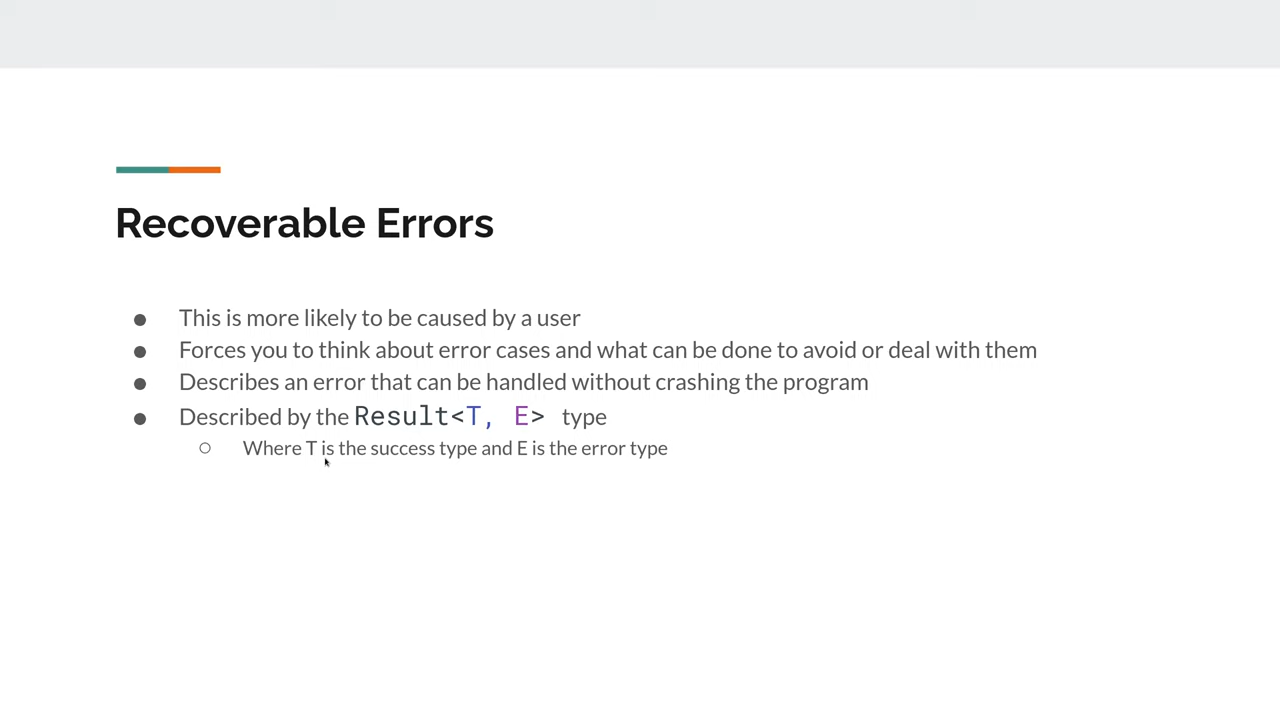 Recoverable Errors
● This is more likely to be caused by a user
● Forces you to think about error cases and what can be done to avoid or deal with them
● Describes an error that can be handled without crashing the program
● Described by the Result<T, E> type
○ Where T is the success type and E is the error type